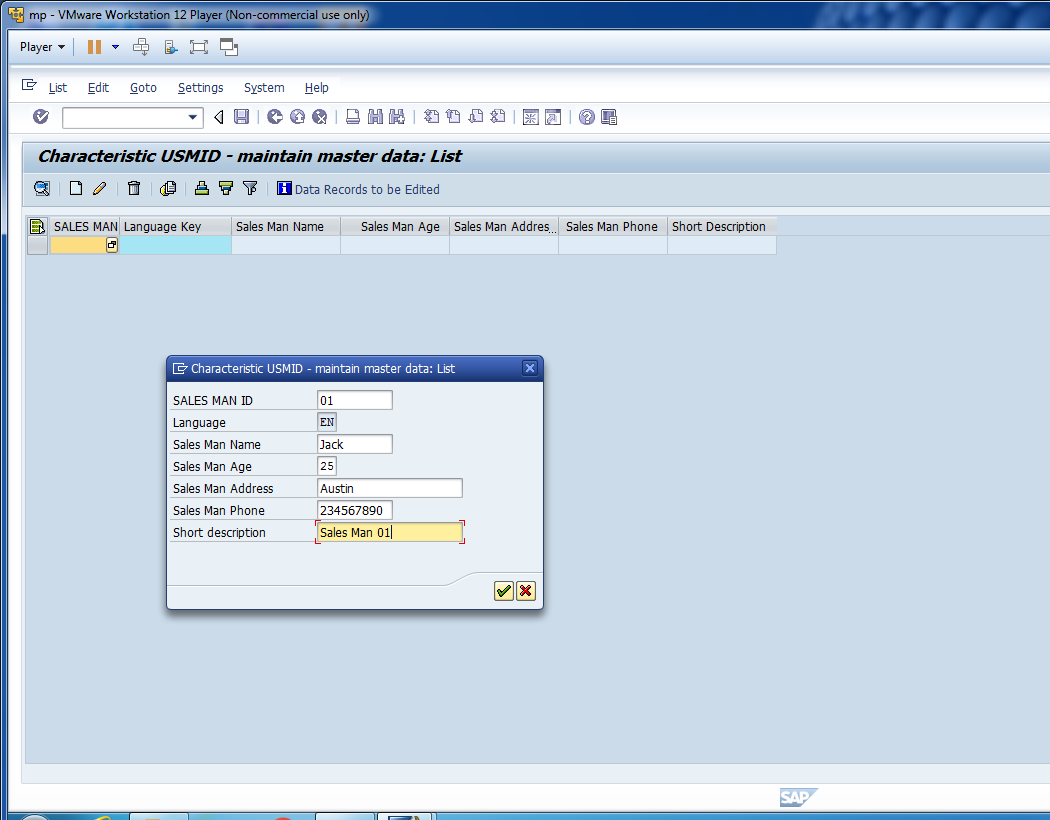 mp - VMware Workstation 12 Player (Non-commercial use only)
Player
List Edit Goto Settings System Help
Characteristic USMID - maintain master data: List
Data Records to be Edited
SALES MAN Language Key Sales Man Name Sales Man Age Sales Man Addres... Sales Man Phone Short Description
Characteristic USMID - maintain master data: List
SALES MAN ID 01
Language EN
Sales Man Name Jack
Sales Man Age 25
Sales Man Address Austin
Sales Man Phone 234567890
Short description Sales Man 01
SAP